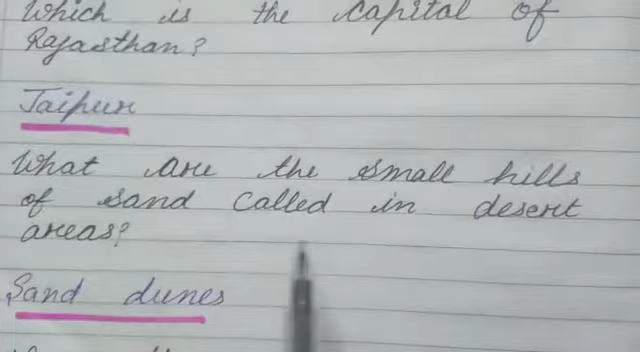 Which is the capital of
Rajasthan?
Jaipur
What are the small hills
of sand called in desert
areas?
Sand dunes